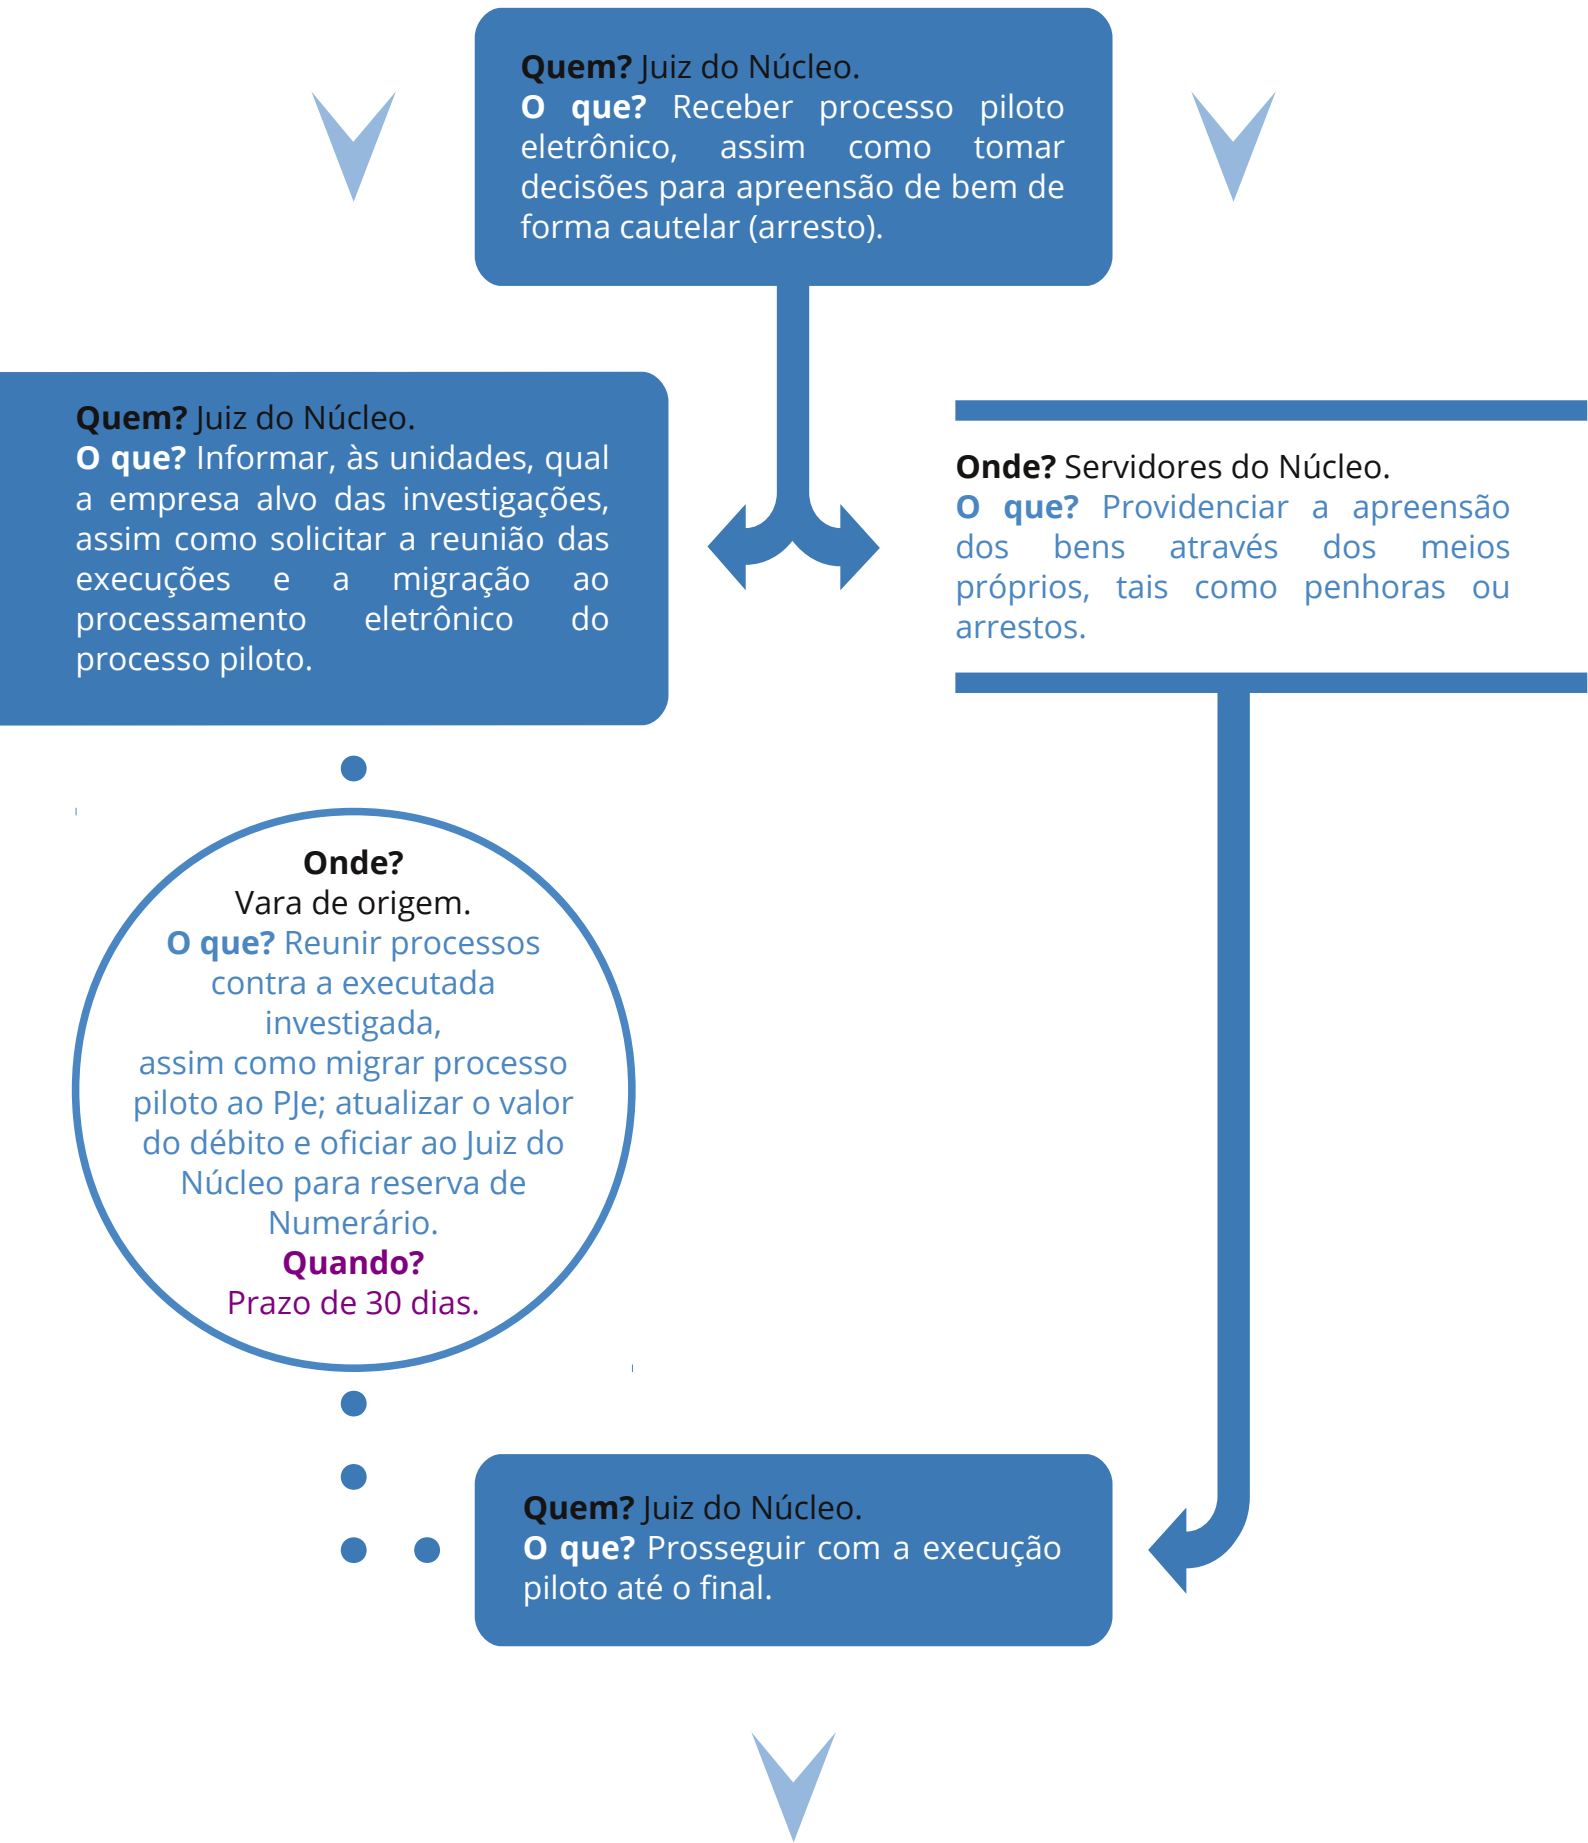 Quem? Juiz do Núcleo.
O que? Receber processo piloto
eletrônico, assim como tomar
decisões para apreensão de bem de
forma cautelar (arresto).
Quem? Juiz do Núcleo.
O que? Informar, às unidades, qual
a empresa alvo das investigações,
assim como solicitar a reunião das
execuções e a migração ao
processamento eletrônico do
processo piloto.
Onde? Servidores do Núcleo.
O que? Providenciar a apreensão
dos bens através dos meios
próprios, tais como penhoras ou
arrestos.
Onde?
Vara de origem.
O que? Reunir processos
contra a executada
investigada,
assim como migrar processo
piloto ao PJe; atualizar o valor
do débito e oficiar ao Juiz do
Núcleo para reserva de
Numerário.
Quando?
Prazo de 30 dias.
Quem? Juiz do Núcleo.
O que? Prosseguir com a execução
piloto até o final.